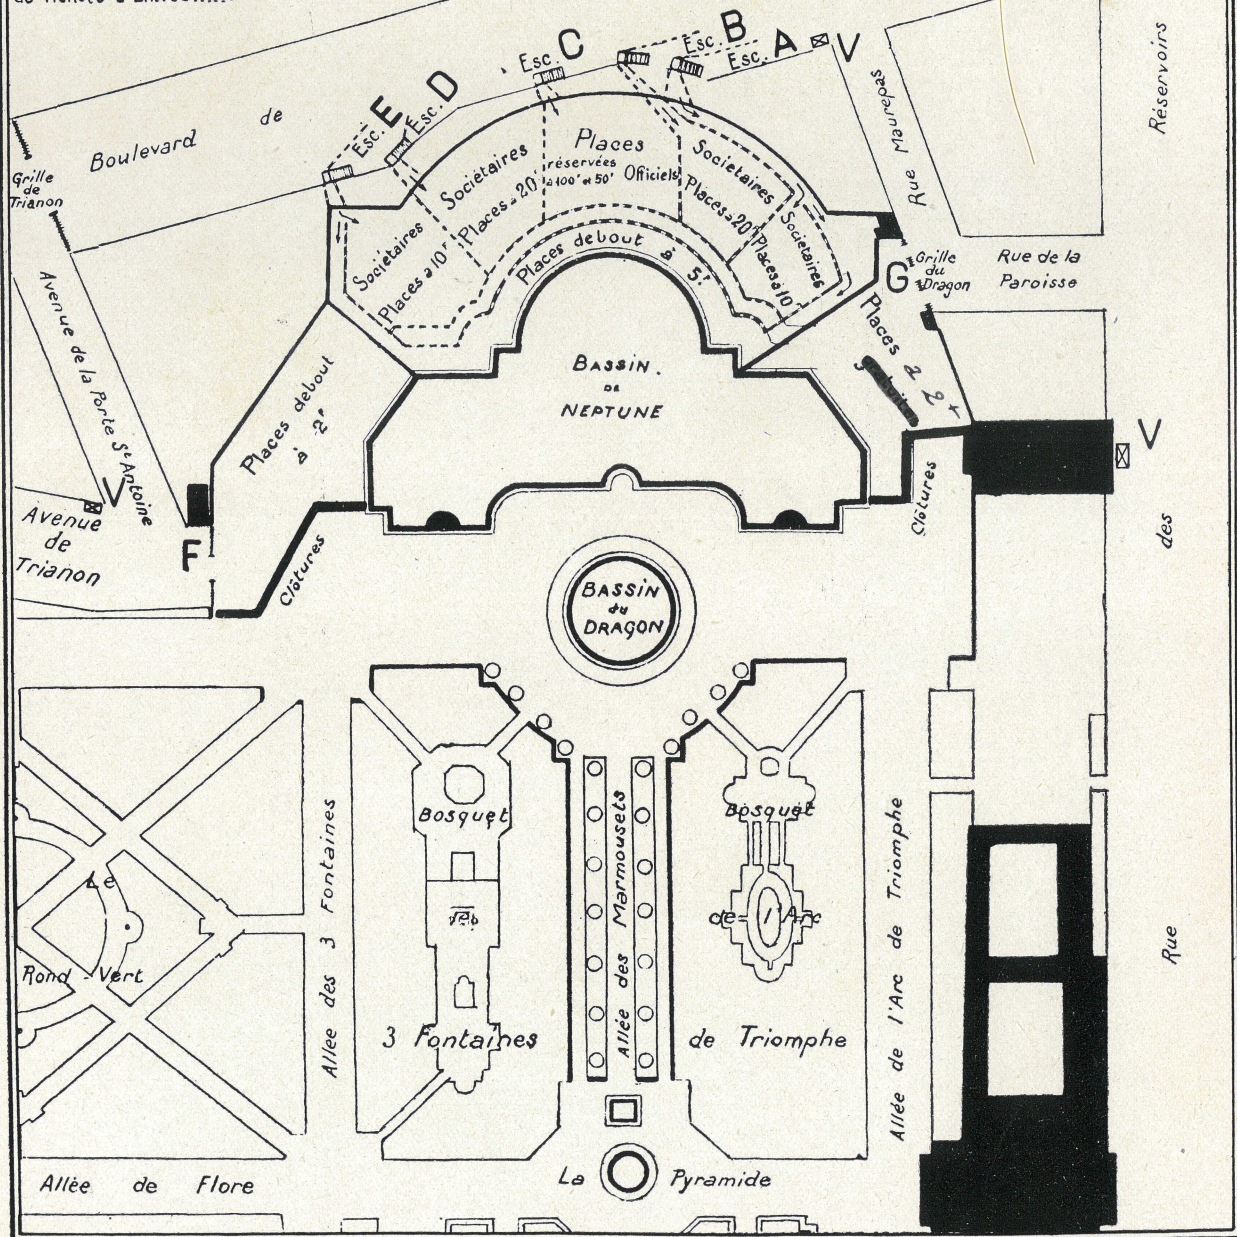 Esc. A
V
Esc. B
Esc. C
Esc. D
Esc. E
Boulevard de
Grille
de
Trianon
Rue Maurepas
Réservoirs
Places
réservées
à 100f et 50f Officiels
Sociétaires
Places à 20f
Sociétaires
Places à 20f
Sociétaires
Places à 10f
Sociétaires
Places à 10f
Places debout à 5f
G
Grille
du
Dragon
Rue de la
Paroisse
Avenue de la Porte St Antoine
Places debout
à 2f
Places à 2f
BASSIN
DE
NEPTUNE
V
V
Avenue
de
Trianon
F
Clôtures
Clôtures
des
BASSIN
du
DRAGON
Bosquet
Bosquet
Le
Rond-Vert
des
de l'Arc
3 Fontaines
de Triomphe
Allée des 3 Fontaines
Allée des Marmousets
Allée de l'Arc de Triomphe
Rue
Allée de Flore
La Pyramide